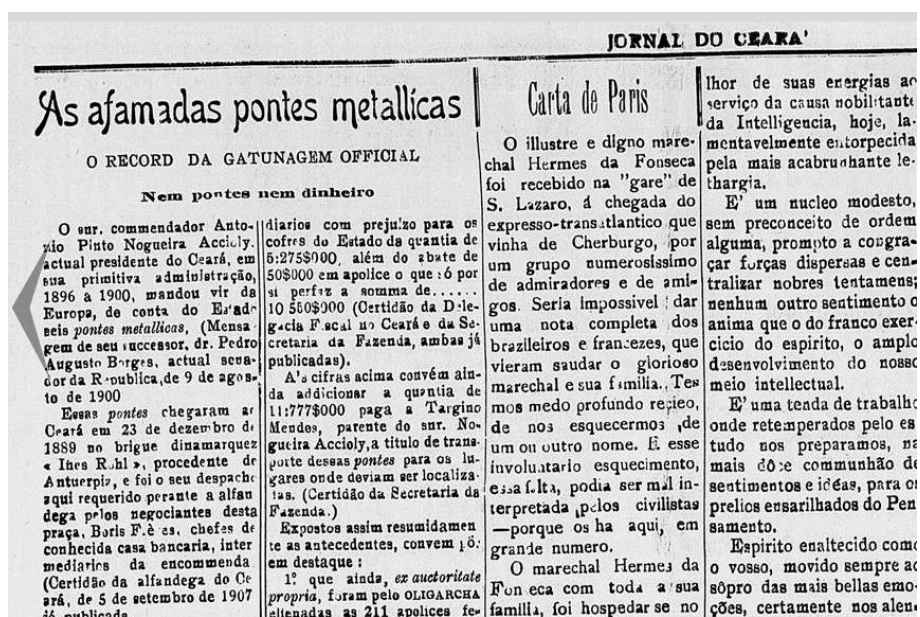 JORNAL DO CEARA'
As afamadas pontes metallicas
O RECORD DA GATUNAGEM OFFICIAL
Nem pontes nem dinheiro
O snr. commendador Anto-
nio Pinto Nogueira Accioly,
actual presidente do Ceará, em
sua primitiva administração,
1896 a 1900, mandou vir da
Europa, de conta do Estado
seis pontes metallicas, (Mensa
gem de seu successor, dr. Pedro
Augusto Borges, actual sena-
dor da Republica, de 9 de agos-
to de 1900
Essas pontes chegaram ao
Ceará em 23 de dezembro de
1889 no brigue dinamarquez
« Ines Rohl », procedente de
Antuerpia, e foi o seu despacho
aqui requerido perante a alfan
dega pelos negociantes desta
praça, Boris chefes de
conhecida casa bancaria, inter
mediarios da encommenda
(Certidão da alfandega do Ce
ará, de 5 de setembro de 1907
já publicada
diarios com prejuizo para os
cofres do Estado da quantia de
5:275$000, além do abate de
50$000 em apolice o que só por
si perfaz a somma de......
10 550$000 (Certidão da Dele-
gacia Fiscal no Ceará e da Se-
cretaria da Fazenda, ambas já
publicadas).
A's cifras acima convém ain-
da addicionar a quantia de
11:777$000 paga a Targino
Mendes, parente do snr. No-
gueira Accioly, a titulo de trans-
porte dessas pontes para os lu-
gares onde deviam ser localiza-
das. (Certidão da Secretaria da
Fazenda.)
Expostos assim resumidamen
te as antecedentes, convem pôr
em destaque :
1º que ainda, ex auctoritate
propria, foram pelo OLIGARCHA
alienadas as 211 apolices fe-
Carta de Paris
O illustre e digno mare-
chal Hermes da Fonseca
foi recebido na "gare" de
S. Lazaro, á chegada do
expresso-transatlantico que
vinha de Cherburgo, por
um grupo numerosissimo
de admiradores e de ami-
gos. Seria impossivel dar
uma nota completa dos
brazileiros e francezes, que
vieram saudar o glorioso
marechal e sua familia. Te-
mos medo profundo receio,
de nos esquecermos de
um ou outro nome. E esse
involuntario esquecimento,
essa falta, podia ser mal in-
terpretada pelos civilistas
—porque os ha aqui, em
grande numero.
O marechal Hermes da
Fonseca com toda a sua
familia, foi hospedar se no
lhor de suas energias ao
serviço da causa nobilitante
da Intelligencia, hoje, la-
mentavelmente entorpecida
pela mais acabrunhante le-
thargia.
E' um nucleo modesto,
sem preconceito de ordem
alguma, prompto a congra-
çar forças dispersas e cen-
tralizar nobres tentamens;
nenhum outro sentimento o
anima que o do franco exer-
cicio do espirito, o amplo
desenvolvimento do nosso
meio intellectual.
E' uma tenda de trabalho
onde retemperados pelo es
tudo nos preparamos, na
mais dôce communhão de
sentimentos e idéas, para os
prelios ensarilhados do Pen
samento.
Espirito enaltecido como
o vosso, movido sempre ao
sôpro das mais bellas emo-
ções, certamente nos alen-